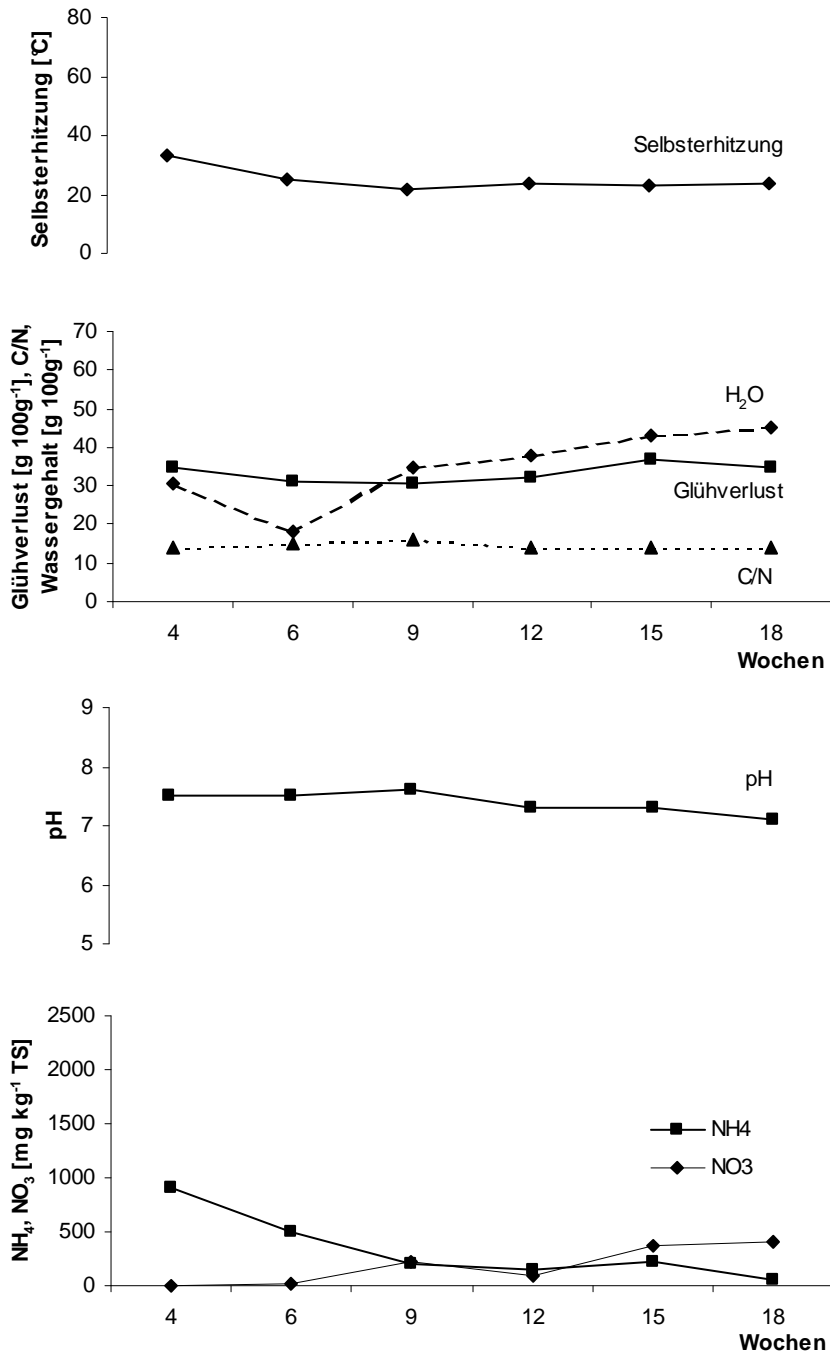 Selbsterhitzung [°C]
80
60
40
20
0
Selbsterhitzung
Glühverlust [g 100g⁻¹], C/N,
Wassergehalt [g 100g⁻¹]
70
60
50
40
30
20
10
0
H₂O
Glühverlust
C/N
4 6 9 12 15 18
Wochen
pH
9
8
7
6
5
pH
NH₄, NO₃ [mg kg⁻¹ TS]
2500
2000
1500
1000
500
0
NH4
NO3
4 6 9 12 15 18
Wochen